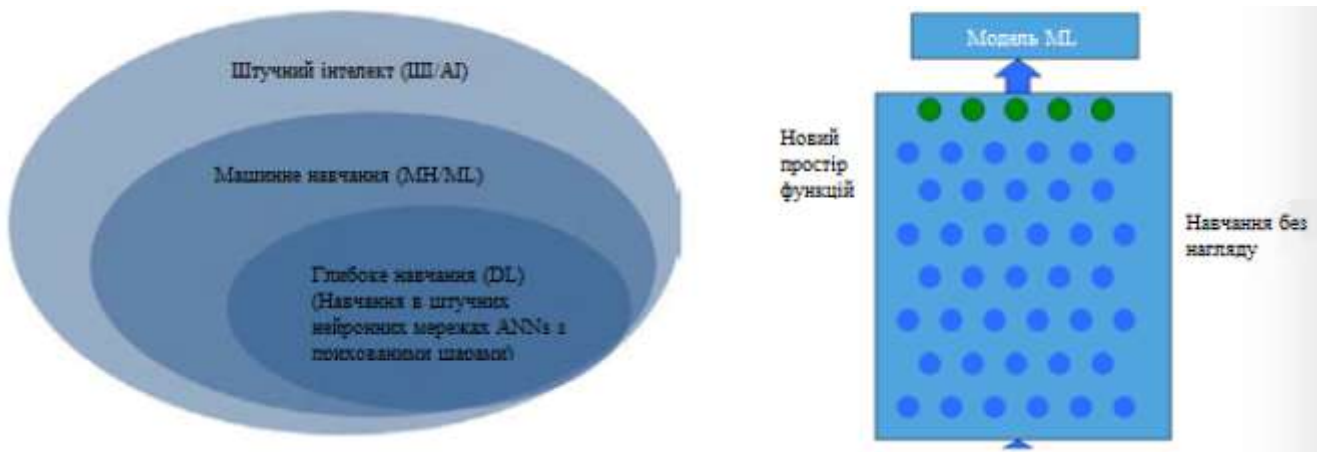 Штучний інтелект (ШІ/AI)
Машинне навчання (МН/ML)
Глибоке навчання (DL)
(Навчання в штучних
нейронних мережах ANNs з
прихованими шарами)
Модель ML
Новий
простір
функцій
Навчання без
нагляду